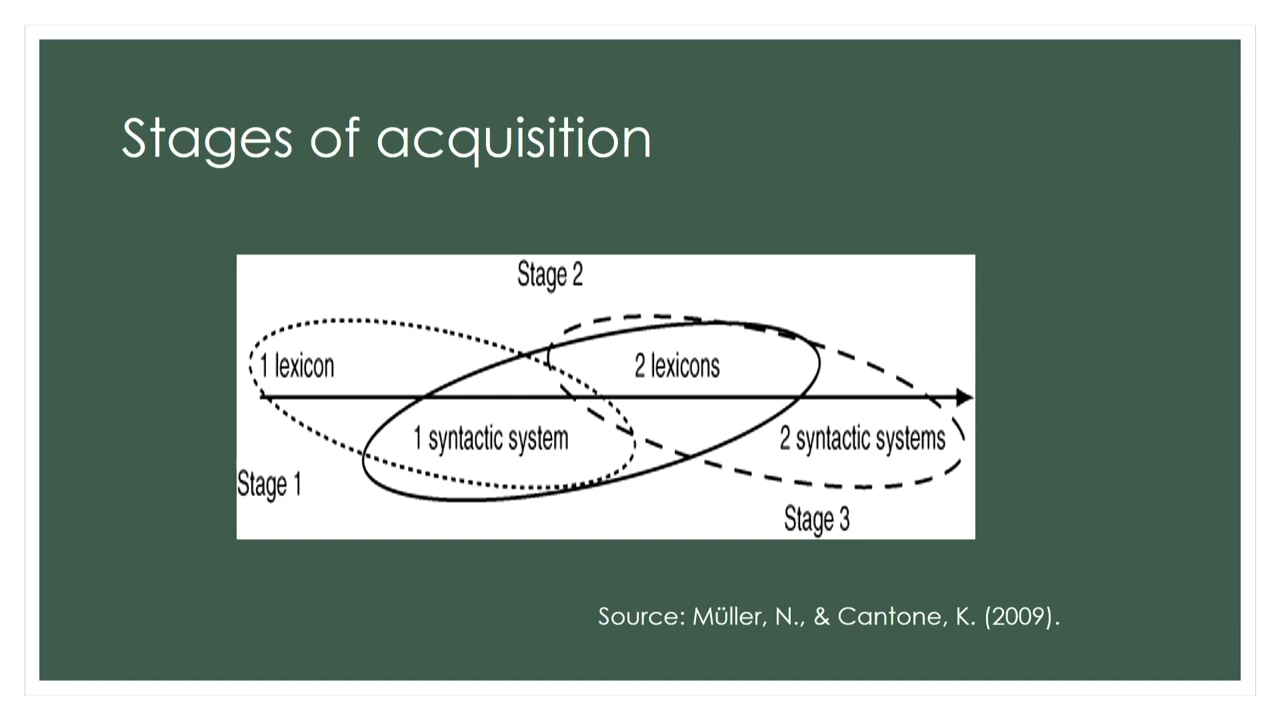 Stages of acquisition
Stage 2
1 lexicon
2 lexicons
1 syntactic system
2 syntactic systems
Stage 1
Stage 3
Source: Müller, N., & Cantone, K. (2009).